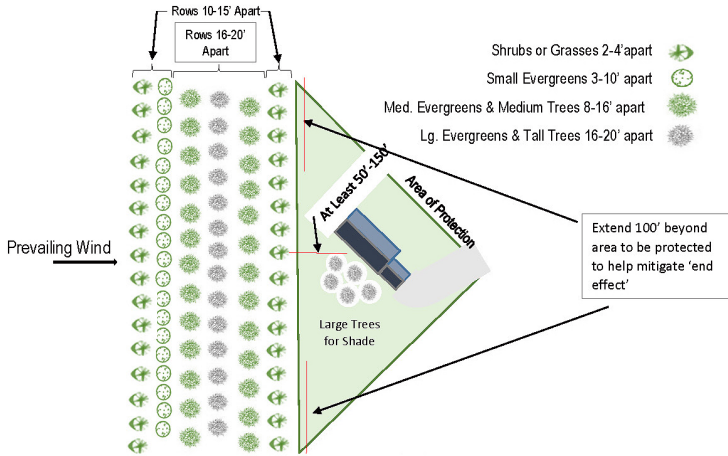 Rows 10-15' Apart
Rows 16-20'
Apart
Shrubs or Grasses 2-4'apart
Small Evergreens 3-10' apart
Med. Evergreens & Medium Trees 8-16' apart
Lg. Evergreens & Tall Trees 16-20' apart
At Least 50'-150'
Area of Protection
Prevailing Wind
Extend 100' beyond
area to be protected
to help mitigate 'end
effect'
Large Trees
for Shade